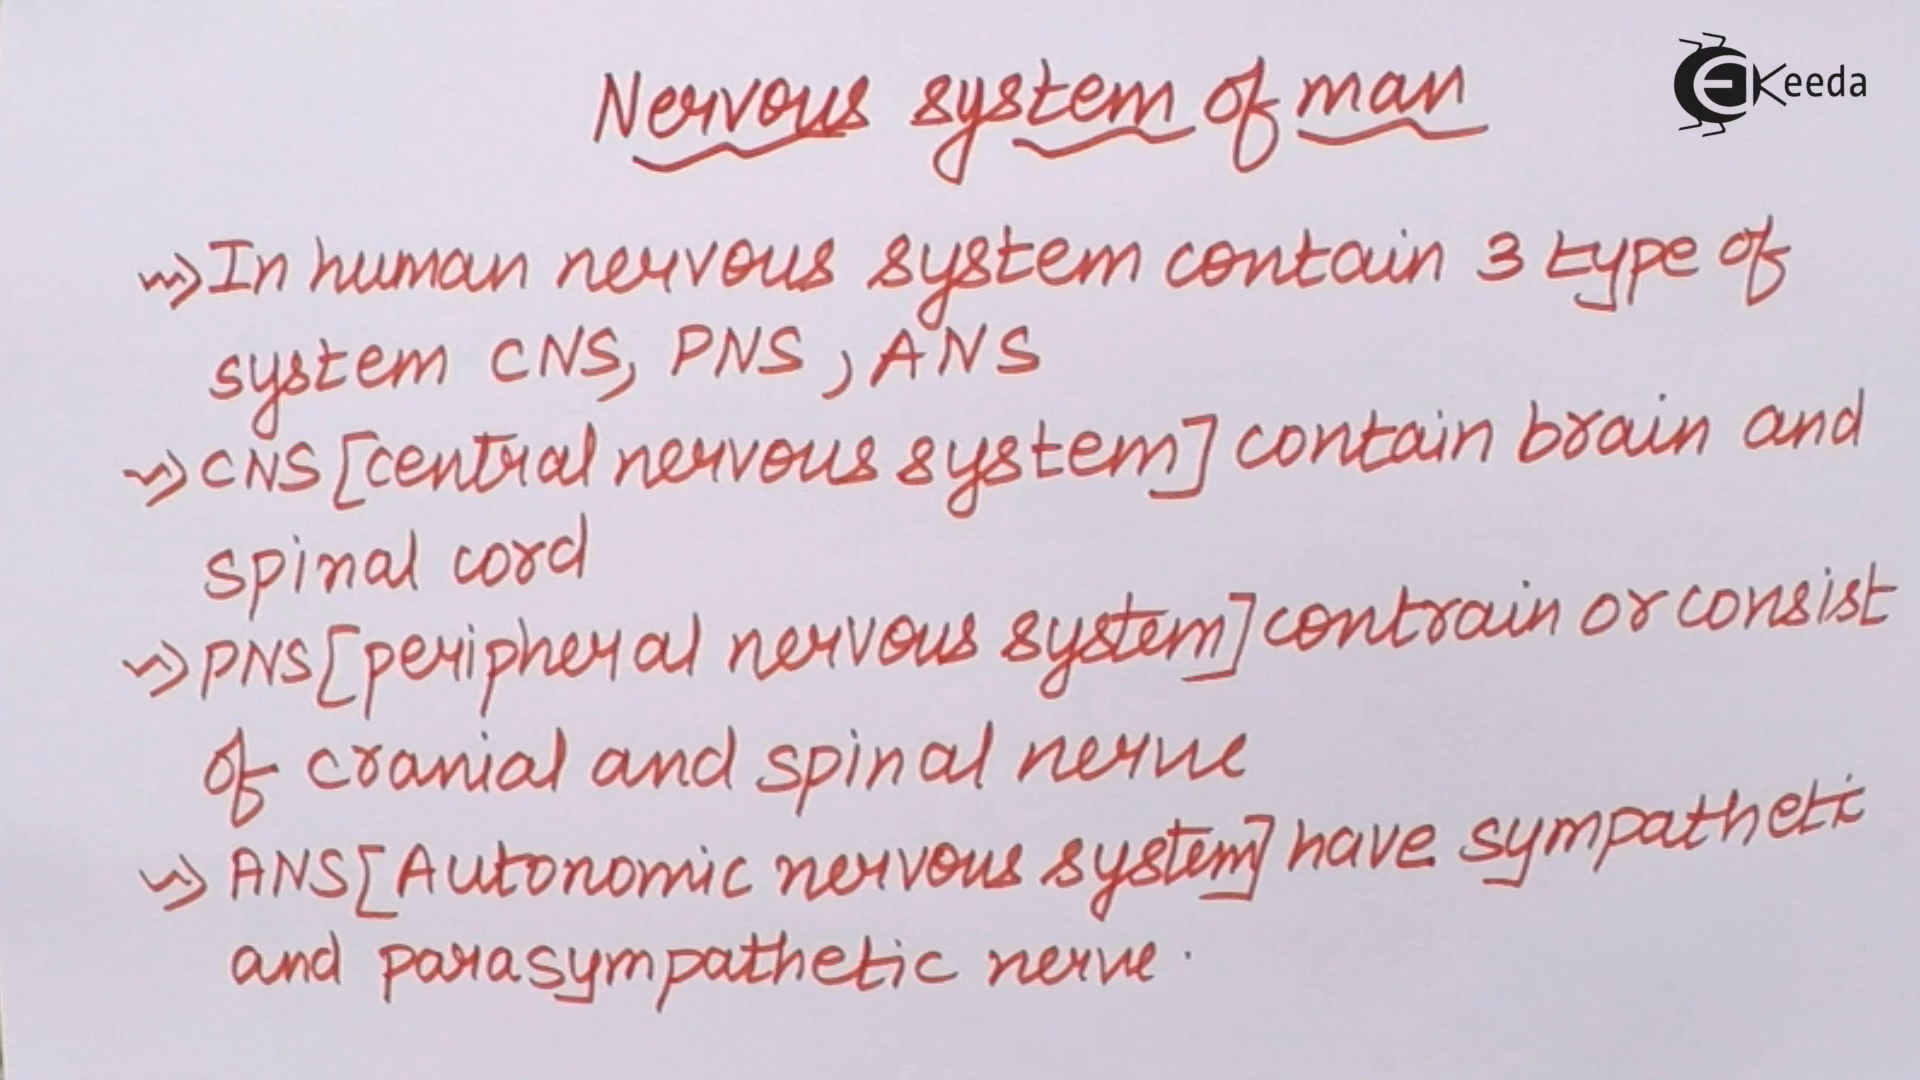 Nervous system of man
EKeeda
In human nervous system contain 3 type of
system CNS, PNS, ANS
CNS [central nervous system] contain brain and
spinal cord
PNS [peripheral nervous system] contrain or consist
of cranial and spinal nerve
ANS [Autonomic nervous system] have sympathetic
and parasympathetic nerve.